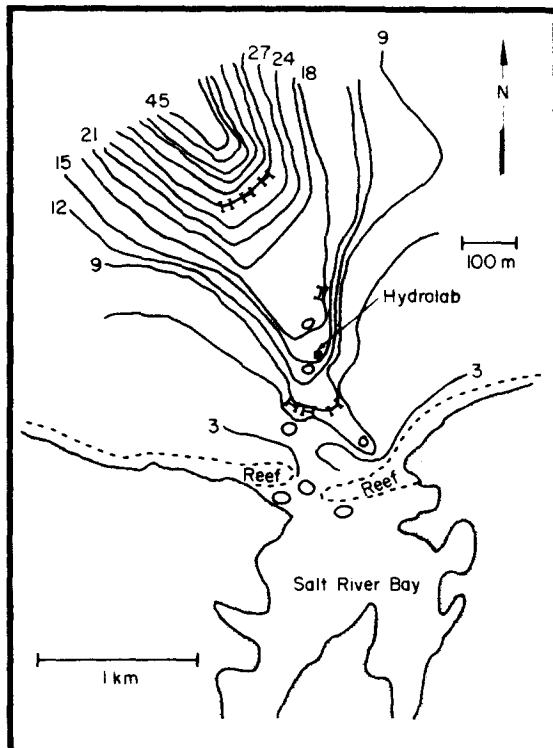 9
27 24
18
45
N
21
15
100 m
12
Hydrolab
9
3
3
Reef
Reef
Salt River Bay
1 km